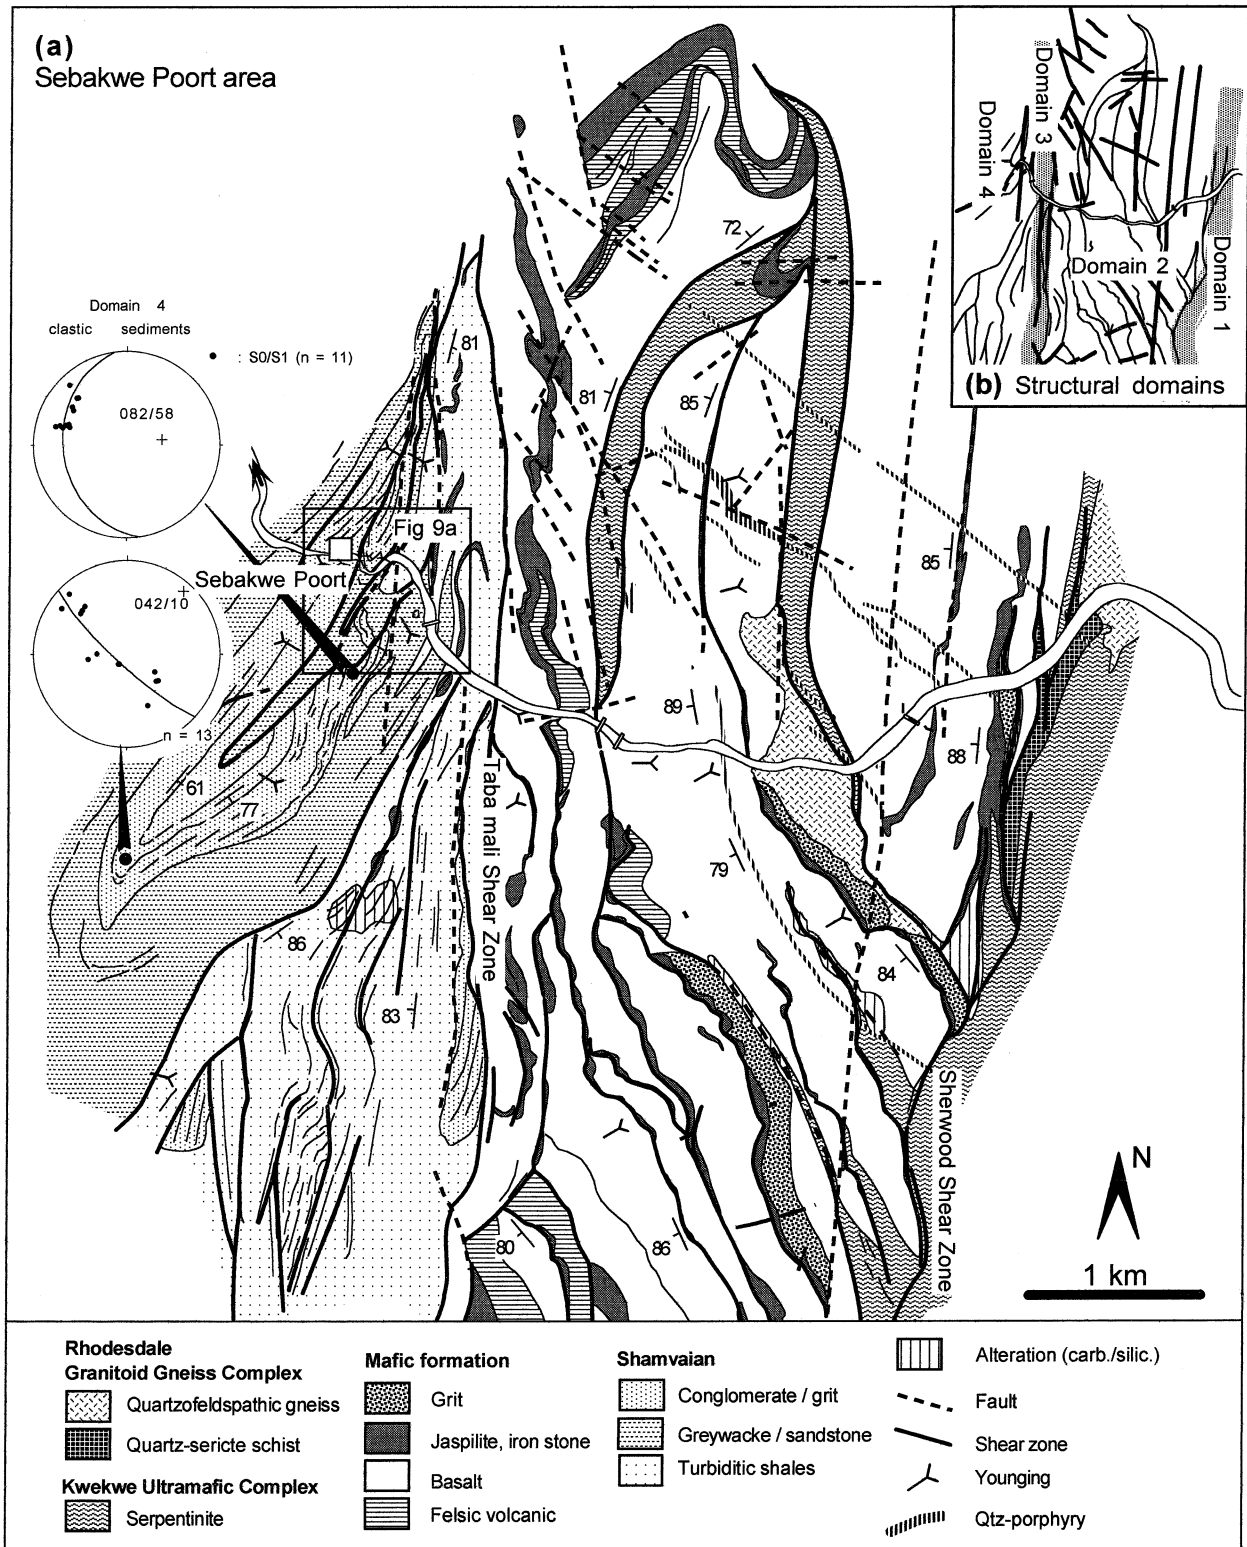 (a)
Sebakwe Poort area
Domain 4
clastic sediments
: S0/S1 (n = 11)
082/58
042/10
n = 13
Sebakwe Poort
Fig 9a
Taba mali Shear Zone
Sherwood Shear Zone
72
81
81
85
85
89
88
79
84
61
77
86
83
80
86
N
1 km
Domain 4
Domain 3
Domain 2
Domain 1
(b) Structural domains
Rhodesdale
Granitoid Gneiss Complex
Quartzofeldspathic gneiss
Quartz-sericte schist
Kwekwe Ultramafic Complex
Serpentinite
Mafic formation
Grit
Jaspilite, iron stone
Basalt
Felsic volcanic
Shamvaian
Conglomerate / grit
Greywacke / sandstone
Turbiditic shales
Alteration (carb./silic.)
Fault
Shear zone
Younging
Qtz-porphyry